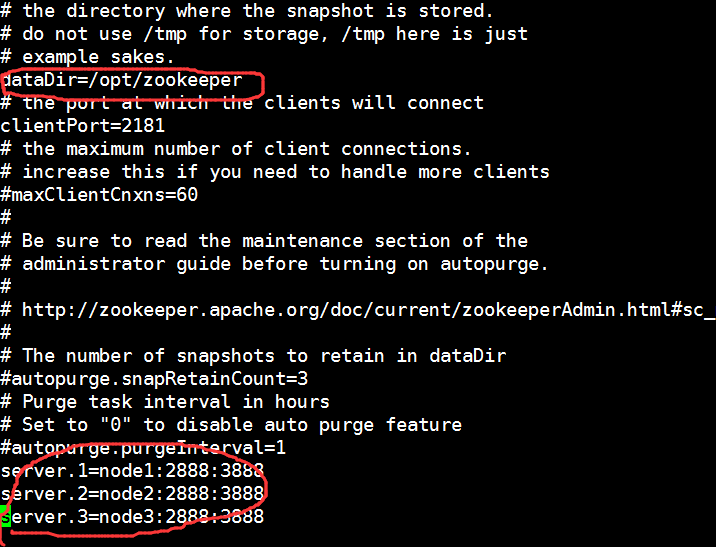 # the directory where the snapshot is stored.
# do not use /tmp for storage, /tmp here is just
# example sakes.
dataDir=/opt/zookeeper
# the port at which the clients will connect
clientPort=2181
# the maximum number of client connections.
# increase this if you need to handle more clients
#maxClientCnxns=60
#
# Be sure to read the maintenance section of the
# administrator guide before turning on autopurge.
#
# http://zookeeper.apache.org/doc/current/zookeeperAdmin.html#sc_
#
# The number of snapshots to retain in dataDir
#autopurge.snapRetainCount=3
# Purge task interval in hours
# Set to "0" to disable auto purge feature
#autopurge.purgeInterval=1
server.1=node1:2888:3888
server.2=node2:2888:3888
server.3=node3:2888:3888